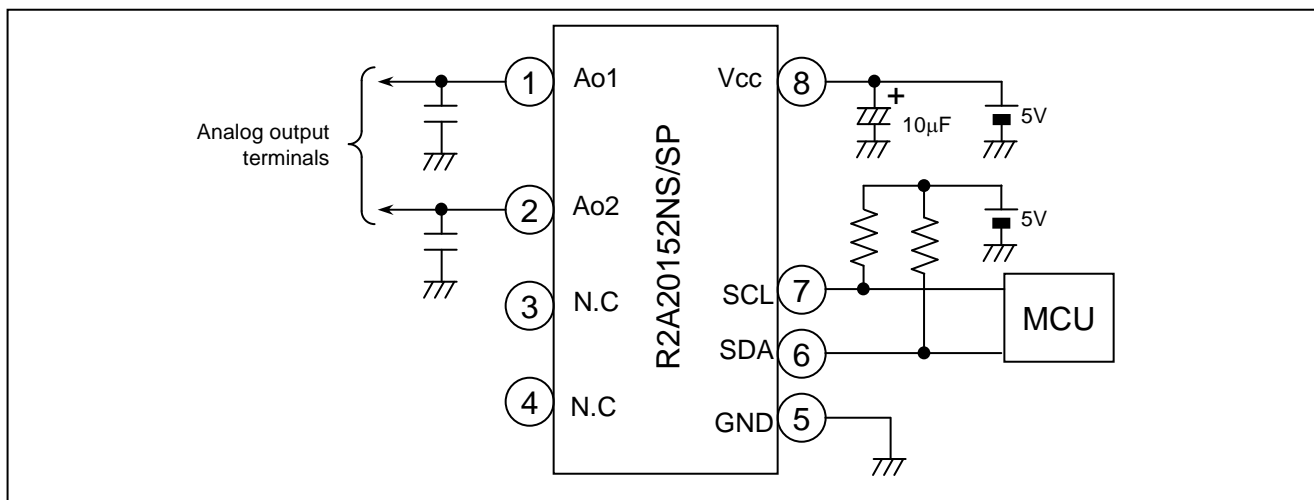 1 Ao1
Vcc 8
+
10μF
5V
Analog output
terminals
R2A20152NS/SP
2 Ao2
5V
3 N.C
SCL 7
MCU
SDA 6
4 N.C
GND 5